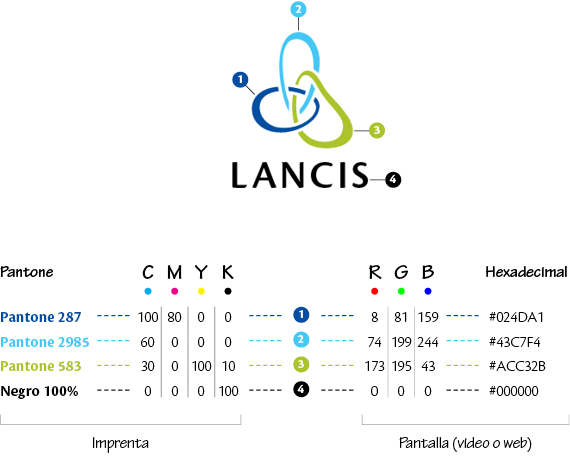 2
1
3
LANCIS
4
Pantone C M Y K R G B Hexadecimal
Pantone 287 100 80 0 0 1 8 81 159 #024DA1
Pantone 2985 60 0 0 0 2 74 199 244 #43C7F4
Pantone 583 30 0 100 10 3 173 195 43 #ACC32B
Negro 100% 0 0 0 100 4 0 0 0 #000000
Imprenta Pantalla (video o web)